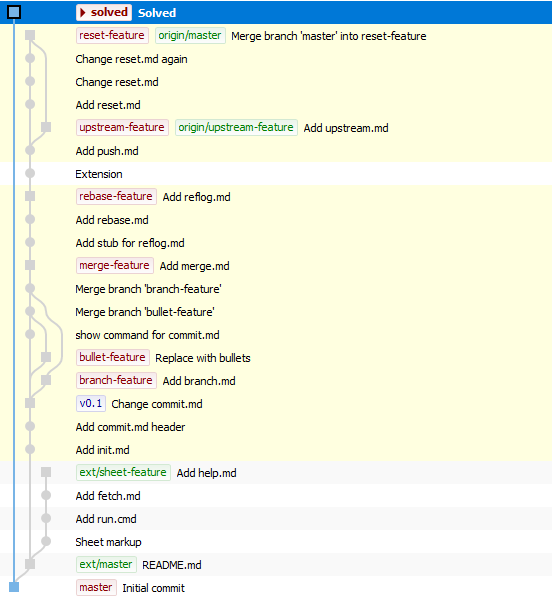 solved Solved
reset-feature origin/master Merge branch 'master' into reset-feature
Change reset.md again
Change reset.md
Add reset.md
upstream-feature origin/upstream-feature Add upstream.md
Add push.md
Extension
rebase-feature Add reflog.md
Add rebase.md
Add stub for reflog.md
merge-feature Add merge.md
Merge branch 'branch-feature'
Merge branch 'bullet-feature'
show command for commit.md
bullet-feature Replace with bullets
branch-feature Add branch.md
v0.1 Change commit.md
Add commit.md header
Add init.md
ext/sheet-feature Add help.md
Add fetch.md
Add run.cmd
Sheet markup
ext/master README.md
master Initial commit